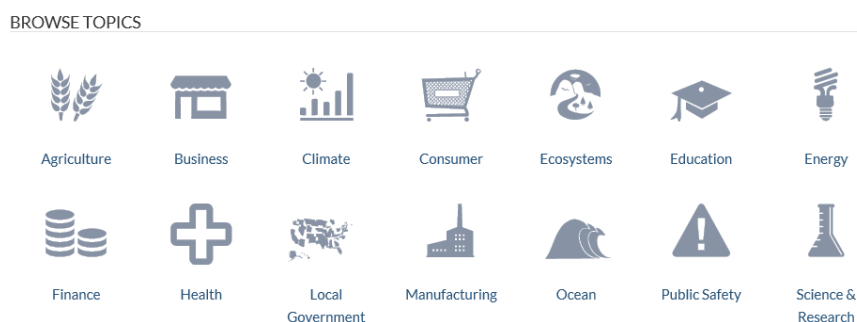 BROWSE TOPICS
Agriculture
Business
Climate
Consumer
Ecosystems
Education
Energy
Finance
Health
Local
Government
Manufacturing
Ocean
Public Safety
Science &
Research